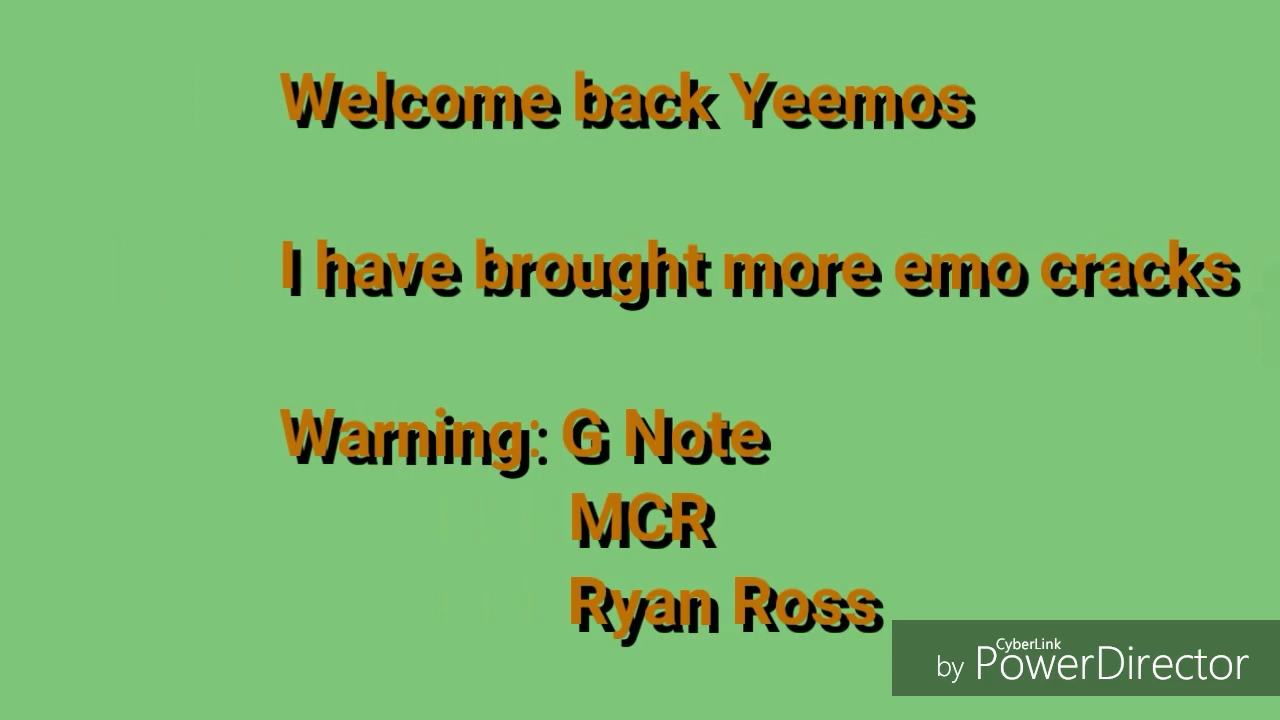 Welcome back Yeemos
I have brought more emo cracks
Warning: G Note
MCR
Ryan Ross
CyberLink
by PowerDirector